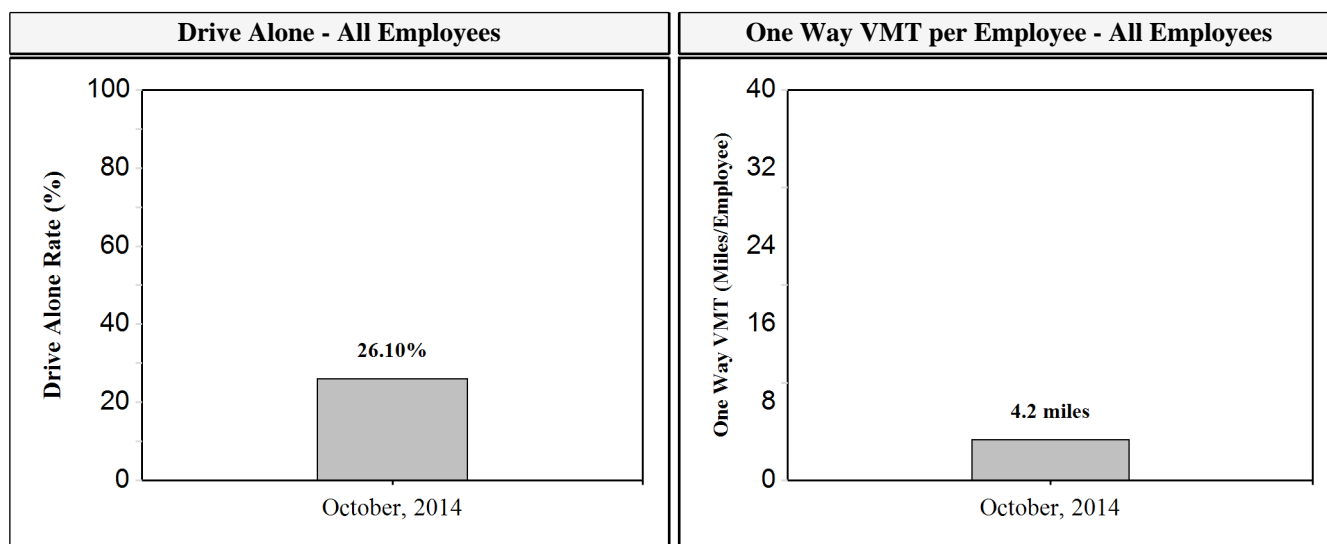 Drive Alone - All Employees
100
80
60
40
20
0
Drive Alone Rate (%)
26.10%
October, 2014
One Way VMT per Employee - All Employees
40
32
24
16
8
0
One Way VMT (Miles/Employee)
4.2 miles
October, 2014